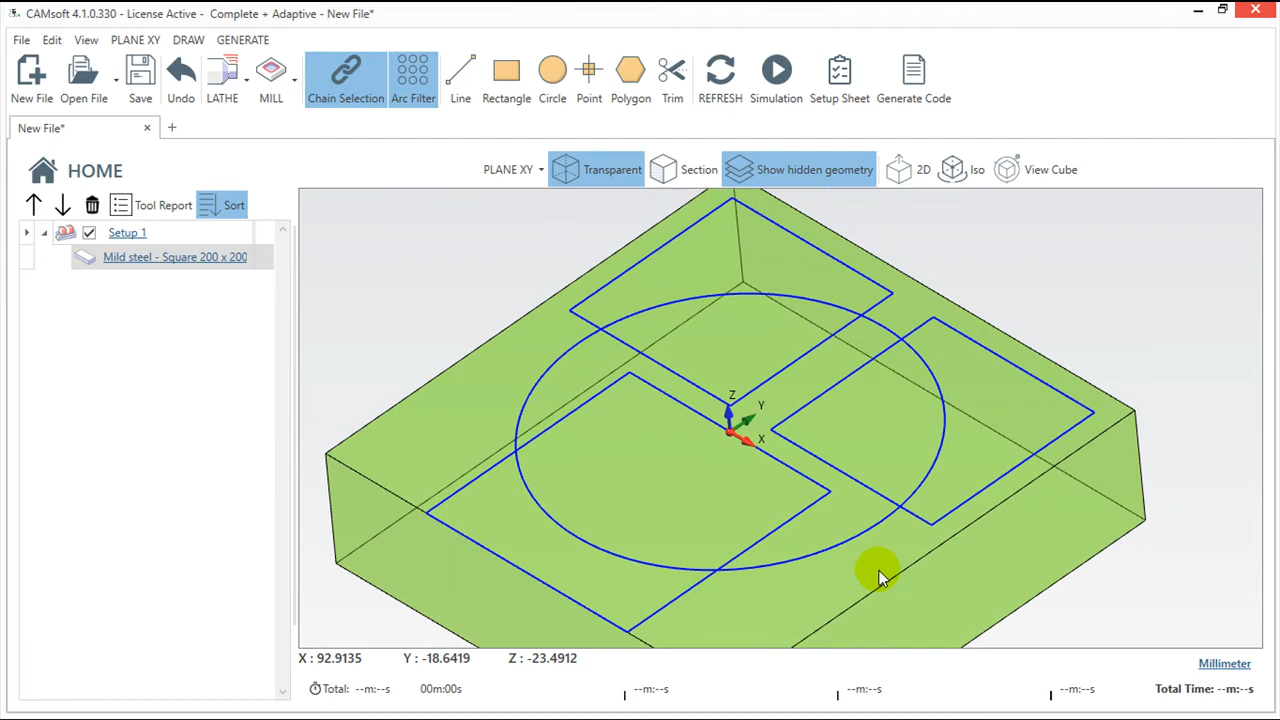 CAMsoft 4.1.0.330 - License Active -  Complete + Adaptive - New File*
File Edit View PLANE XY DRAW GENERATE
New File Open File Save Undo LATHE MILL Chain Selection Arc Filter Line Rectangle Circle Point Polygon Trim REFRESH Simulation Setup Sheet Generate Code
New File* × +
HOME PLANE XY Transparent Section Show hidden geometry 2D Iso View Cube
Tool Report Sort
Setup 1
Mild steel - Square 200 x 200
Z
Y
X
X : 92.9135 Y : -18.6419 Z : -23.4912
Millimeter
Total: --m:--s 00m:00s --m:--s --m:--s --m:--s Total Time: --m:--s